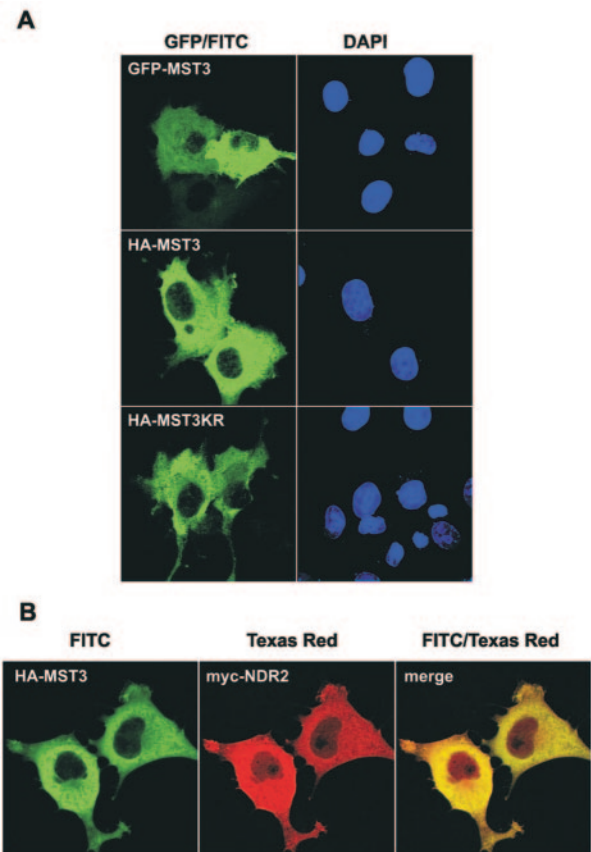 A
GFP/FITC DAPI
GFP-MST3
HA-MST3
HA-MST3KR
B
FITC Texas Red FITC/Texas Red
HA-MST3 myc-NDR2 merge